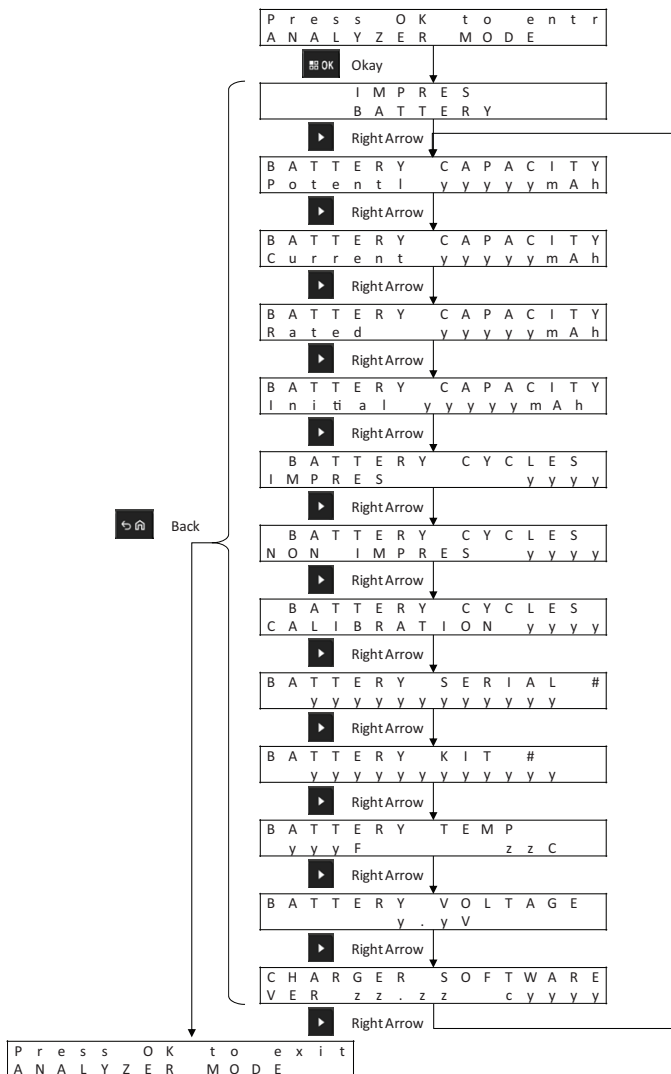 Press OK to entr
ANALYZER MODE
OK Okay
IMPRES
BATTERY
Right Arrow
BATTERY CAPACITY
Potentl yyyyymAh
Right Arrow
BATTERY CAPACITY
Current yyyyymAh
Right Arrow
BATTERY CAPACITY
Rated yyyyymAh
Right Arrow
BATTERY CAPACITY
Initial yyyyymAh
Right Arrow
BATTERY CYCLES
IMPRES yyyy
Back
Right Arrow
BATTERY CYCLES
NON IMPRES yyyy
Right Arrow
BATTERY CYCLES
CALIBRATION yyyy
Right Arrow
BATTERY SERIAL #
yyyyyyyyyyyy
Right Arrow
BATTERY KIT #
yyyyyyyyyyyy
Right Arrow
BATTERY TEMP
yyyF zzC
Right Arrow
BATTERY VOLTAGE
y.yV
Right Arrow
CHARGER SOFTWARE
VER zz.zz cyyyy
Right Arrow
Press OK to exit
ANALYZER MODE